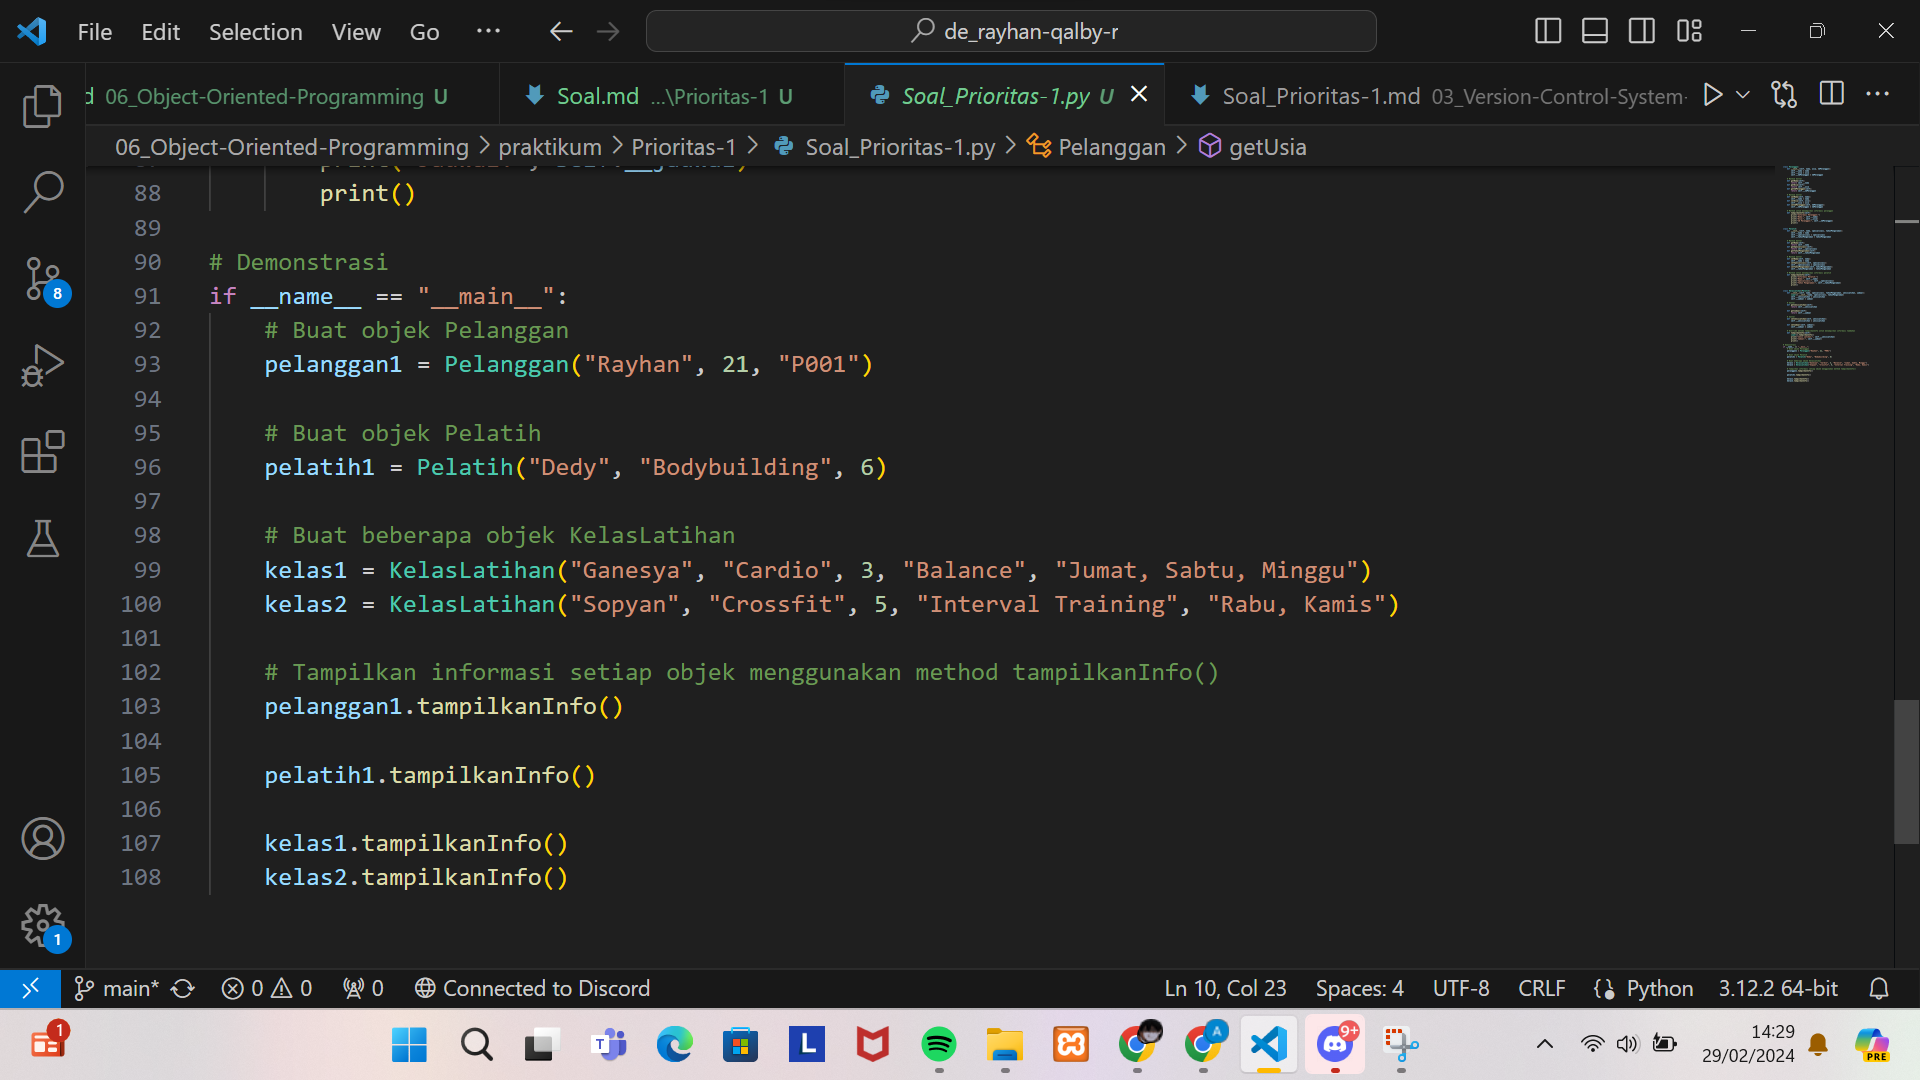 File Edit Selection View Go ··· de_rayhan-qalby-r
d 06_Object-Oriented-Programming U Soal.md ...\Prioritas-1 U Soal_Prioritas-1.py U Soal_Prioritas-1.md 03_Version-Control-System-
06_Object-Oriented-Programming > praktikum > Prioritas-1 > Soal_Prioritas-1.py > Pelanggan > getUsia
88 print()
89
90 # Demonstrasi
91 if __name__ == "__main__":
92 # Buat objek Pelanggan
93 pelanggan1 = Pelanggan("Rayhan", 21, "P001")
94
95 # Buat objek Pelatih
96 pelatih1 = Pelatih("Dedy", "Bodybuilding", 6)
97
98 # Buat beberapa objek KelasLatihan
99 kelas1 = KelasLatihan("Ganesya", "Cardio", 3, "Balance", "Jumat, Sabtu, Minggu")
100 kelas2 = KelasLatihan("Sopyan", "Crossfit", 5, "Interval Training", "Rabu, Kamis")
101
102 # Tampilkan informasi setiap objek menggunakan method tampilkanInfo()
103 pelanggan1.tampilkanInfo()
104
105 pelatih1.tampilkanInfo()
106
107 kelas1.tampilkanInfo()
108 kelas2.tampilkanInfo()
8
1
main* 0 0 0 Connected to Discord Ln 10, Col 23 Spaces: 4 UTF-8 CRLF Python 3.12.2 64-bit
1 T L A 9+ 14:29 PRE
29/02/2024